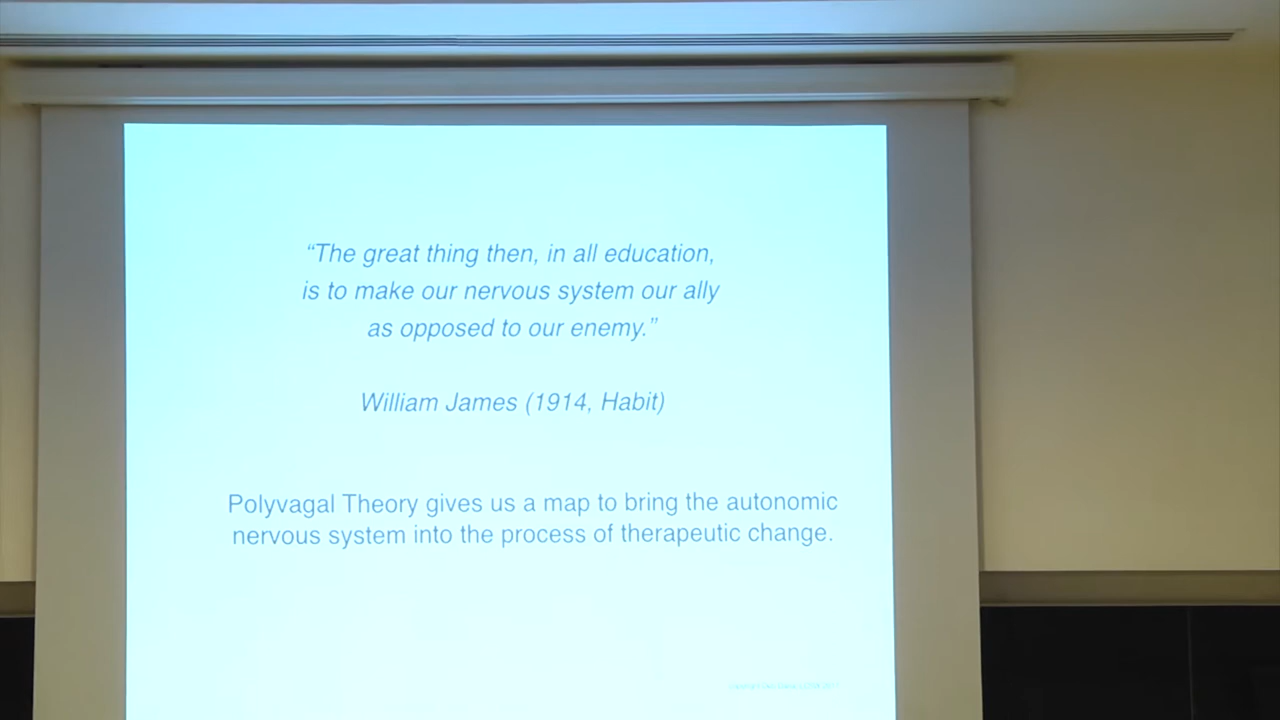 “The great thing then, in all education,
is to make our nervous system our ally
as opposed to our enemy.”
William James (1914, Habit)
Polyvagal Theory gives us a map to bring the autonomic
nervous system into the process of therapeutic change.